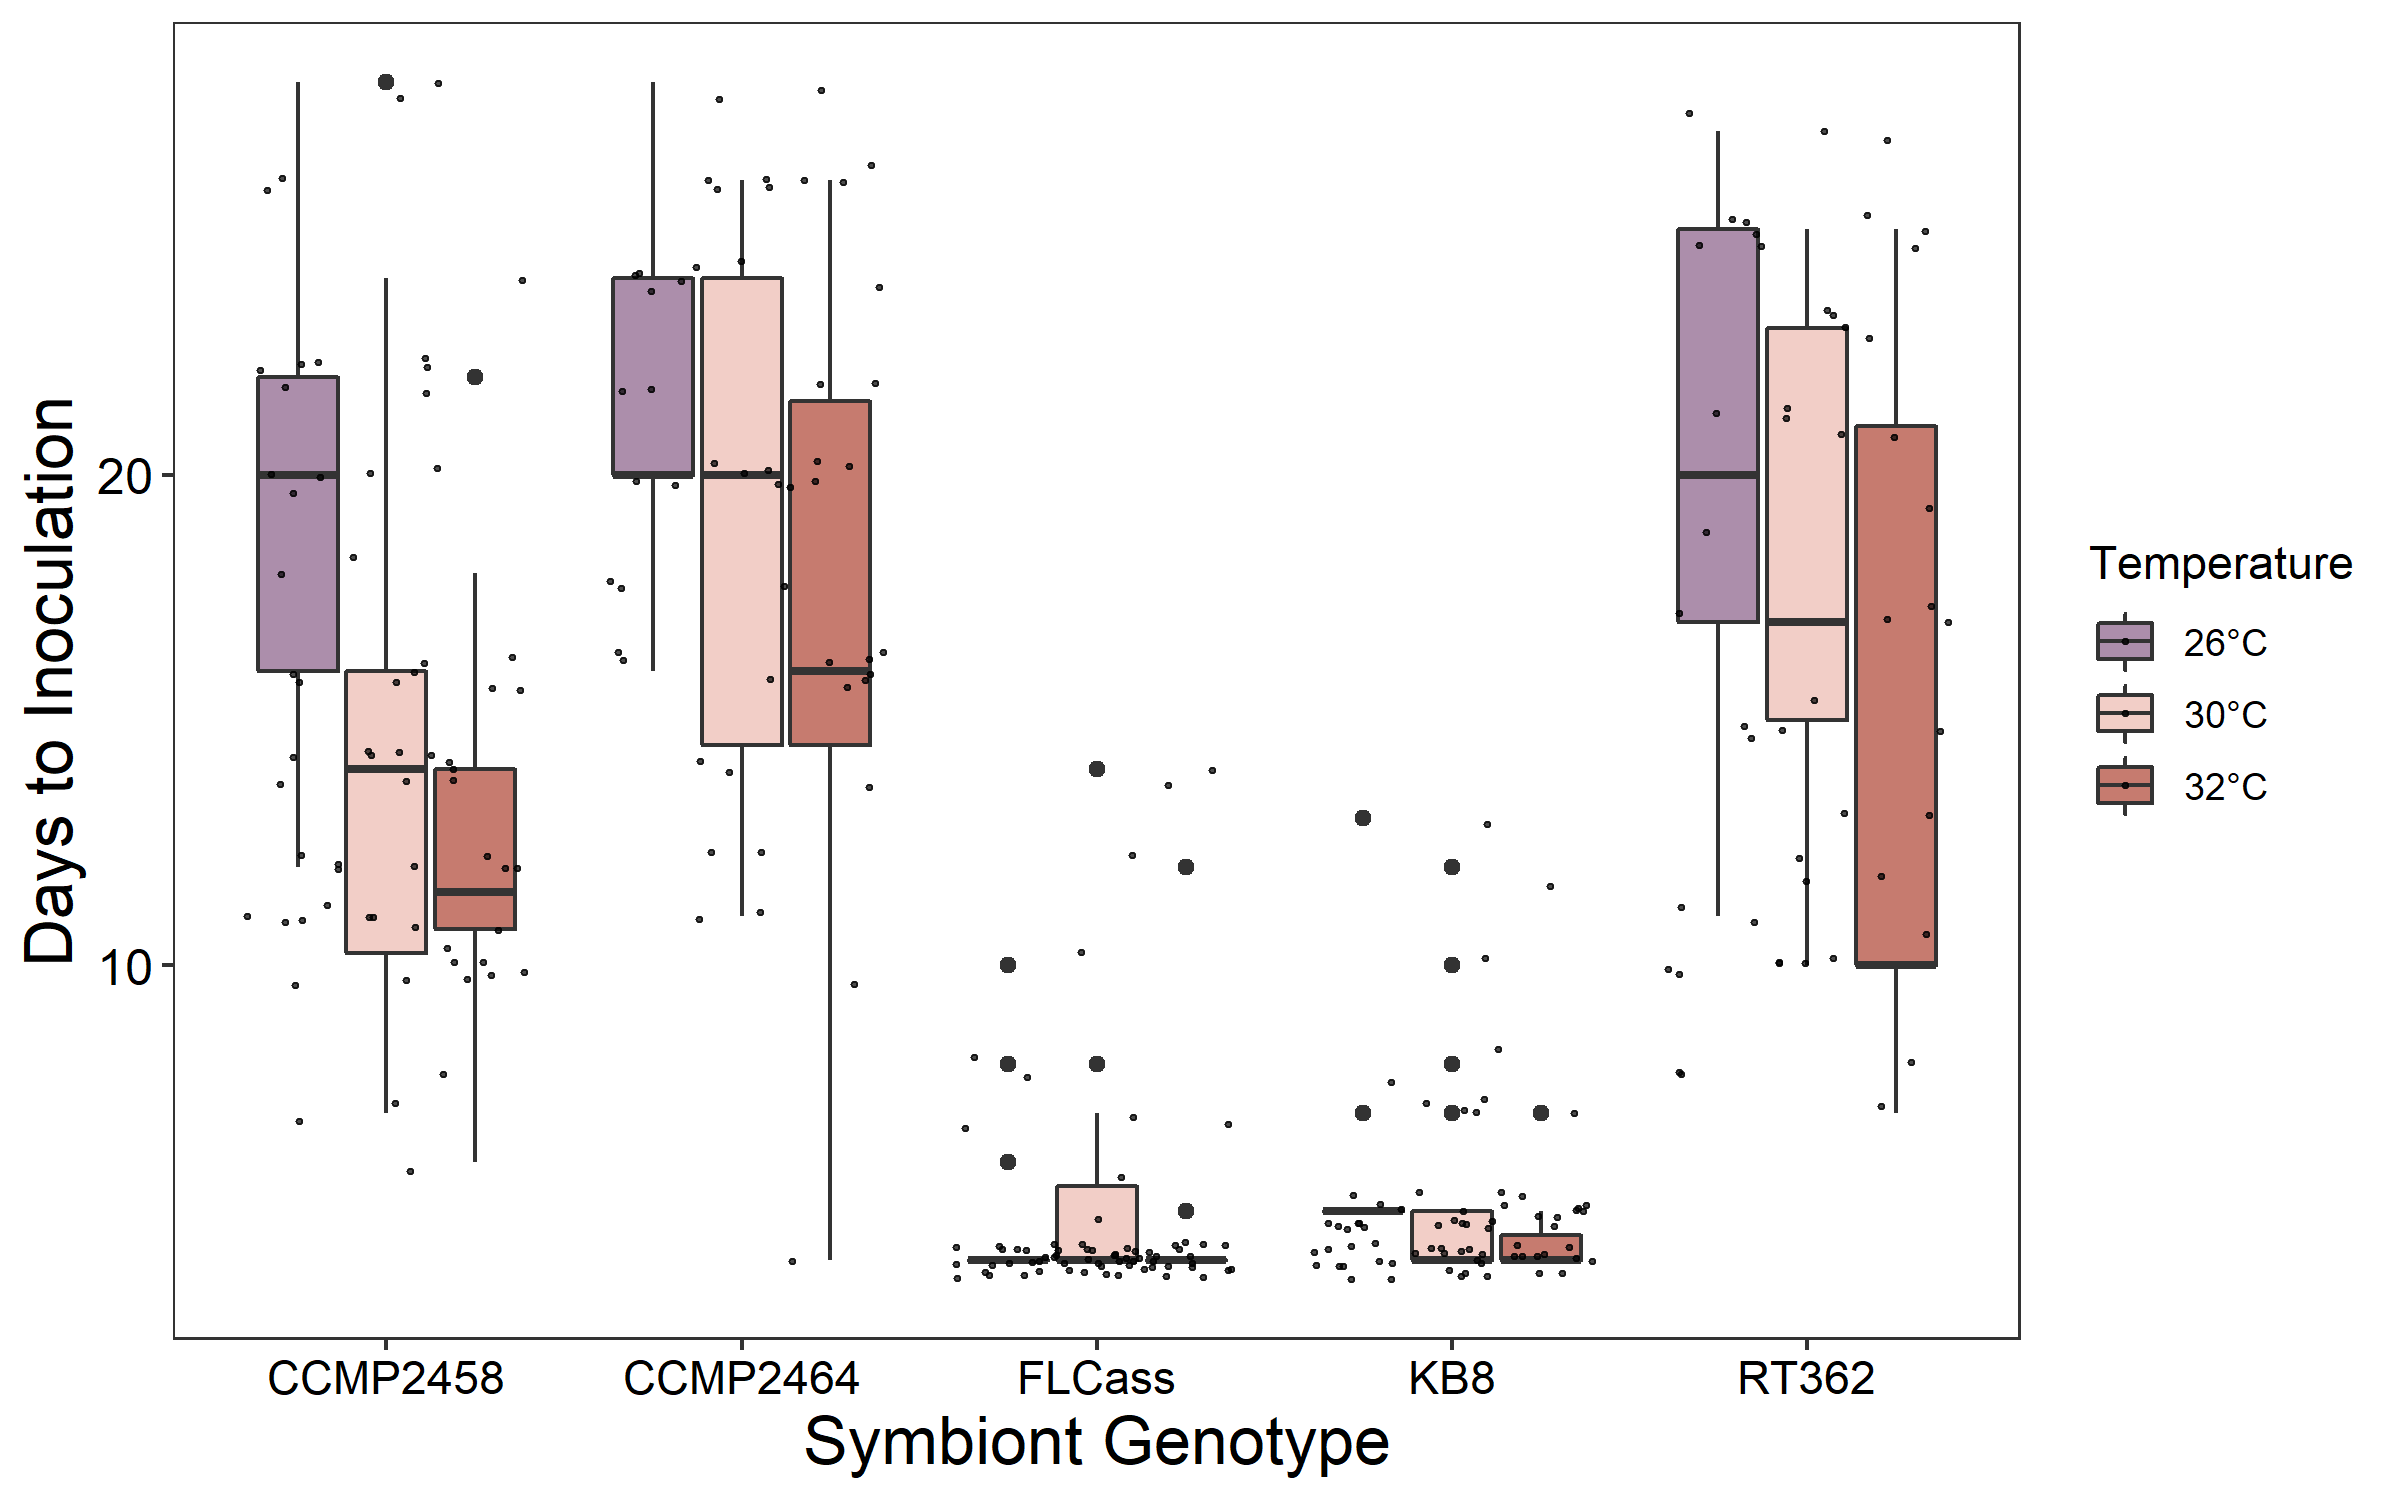 Days to Inoculation
20
10
CCMP2458 CCMP2464 FLCass KB8 RT362
Symbiont Genotype
Temperature
26°C
30°C
32°C